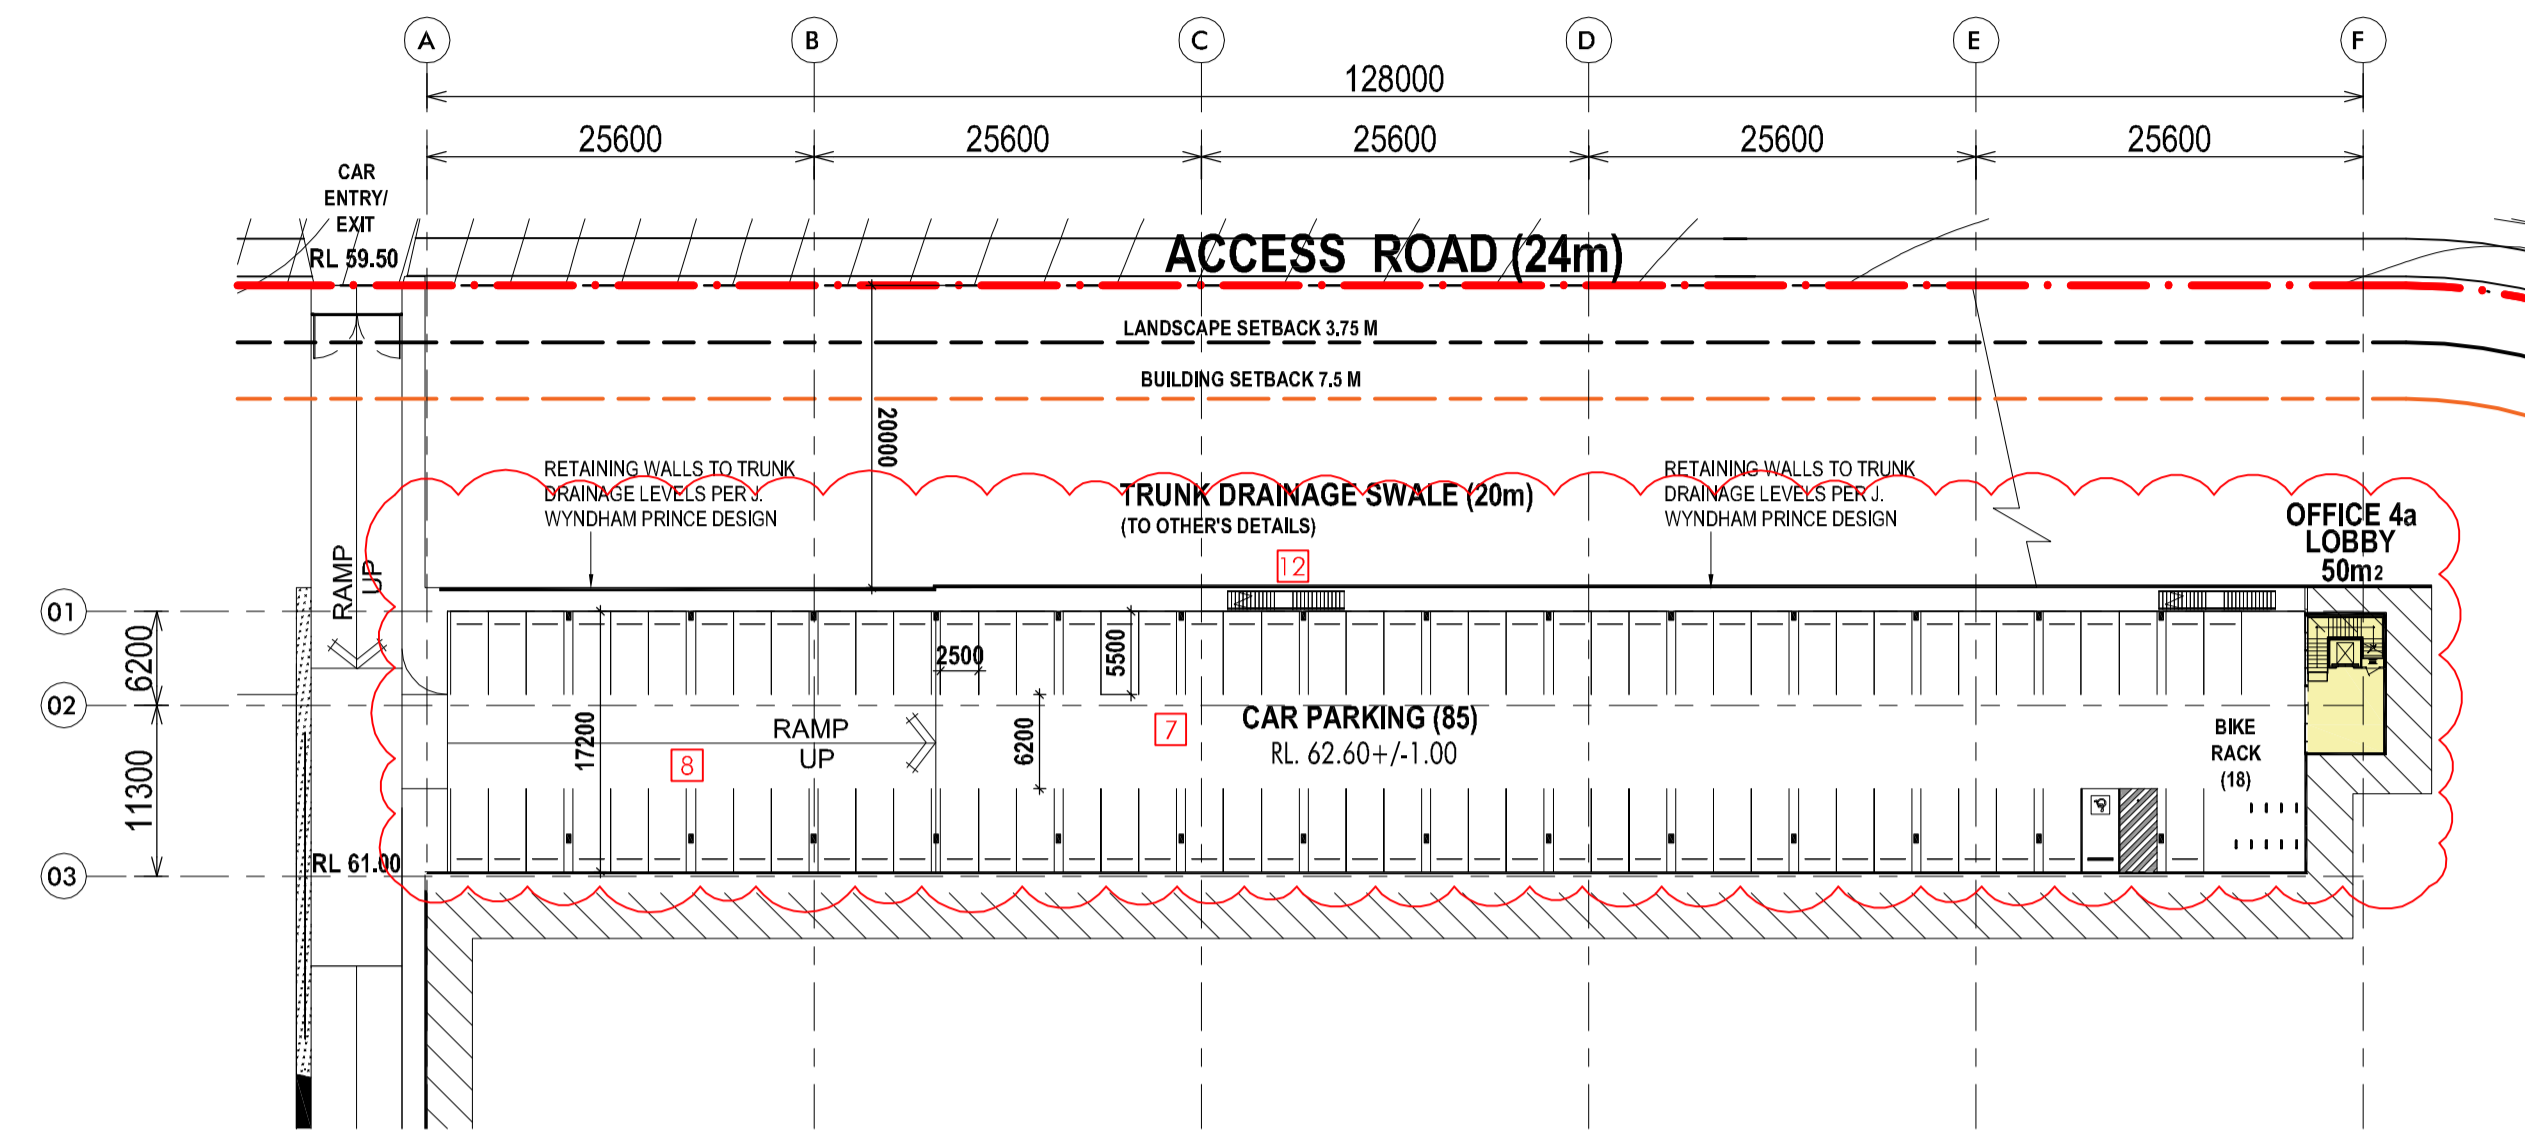 A B C D E F
128000
25600 25600 25600 25600 25600
CAR
ENTRY/
EXIT
RL 59.50
ACCESS ROAD (24m)
LANDSCAPE SETBACK 3.75 M
BUILDING SETBACK 7.5 M
20000
RETAINING WALLS TO TRUNK
DRAINAGE LEVELS PER J.
WYNDHAM PRINCE DESIGN
TRUNK DRAINAGE SWALE (20m)
(TO OTHER'S DETAILS)
12
RETAINING WALLS TO TRUNK
DRAINAGE LEVELS PER J.
WYNDHAM PRINCE DESIGN
OFFICE 4a
LOBBY
50m2
RAMP
UP
01
6200
02
11300
03
2500
5500
17200
RAMP
UP
8
6200
7
CAR PARKING (85)
RL. 62.60+/-1.00
BIKE
RACK
(18)
RL 61.00